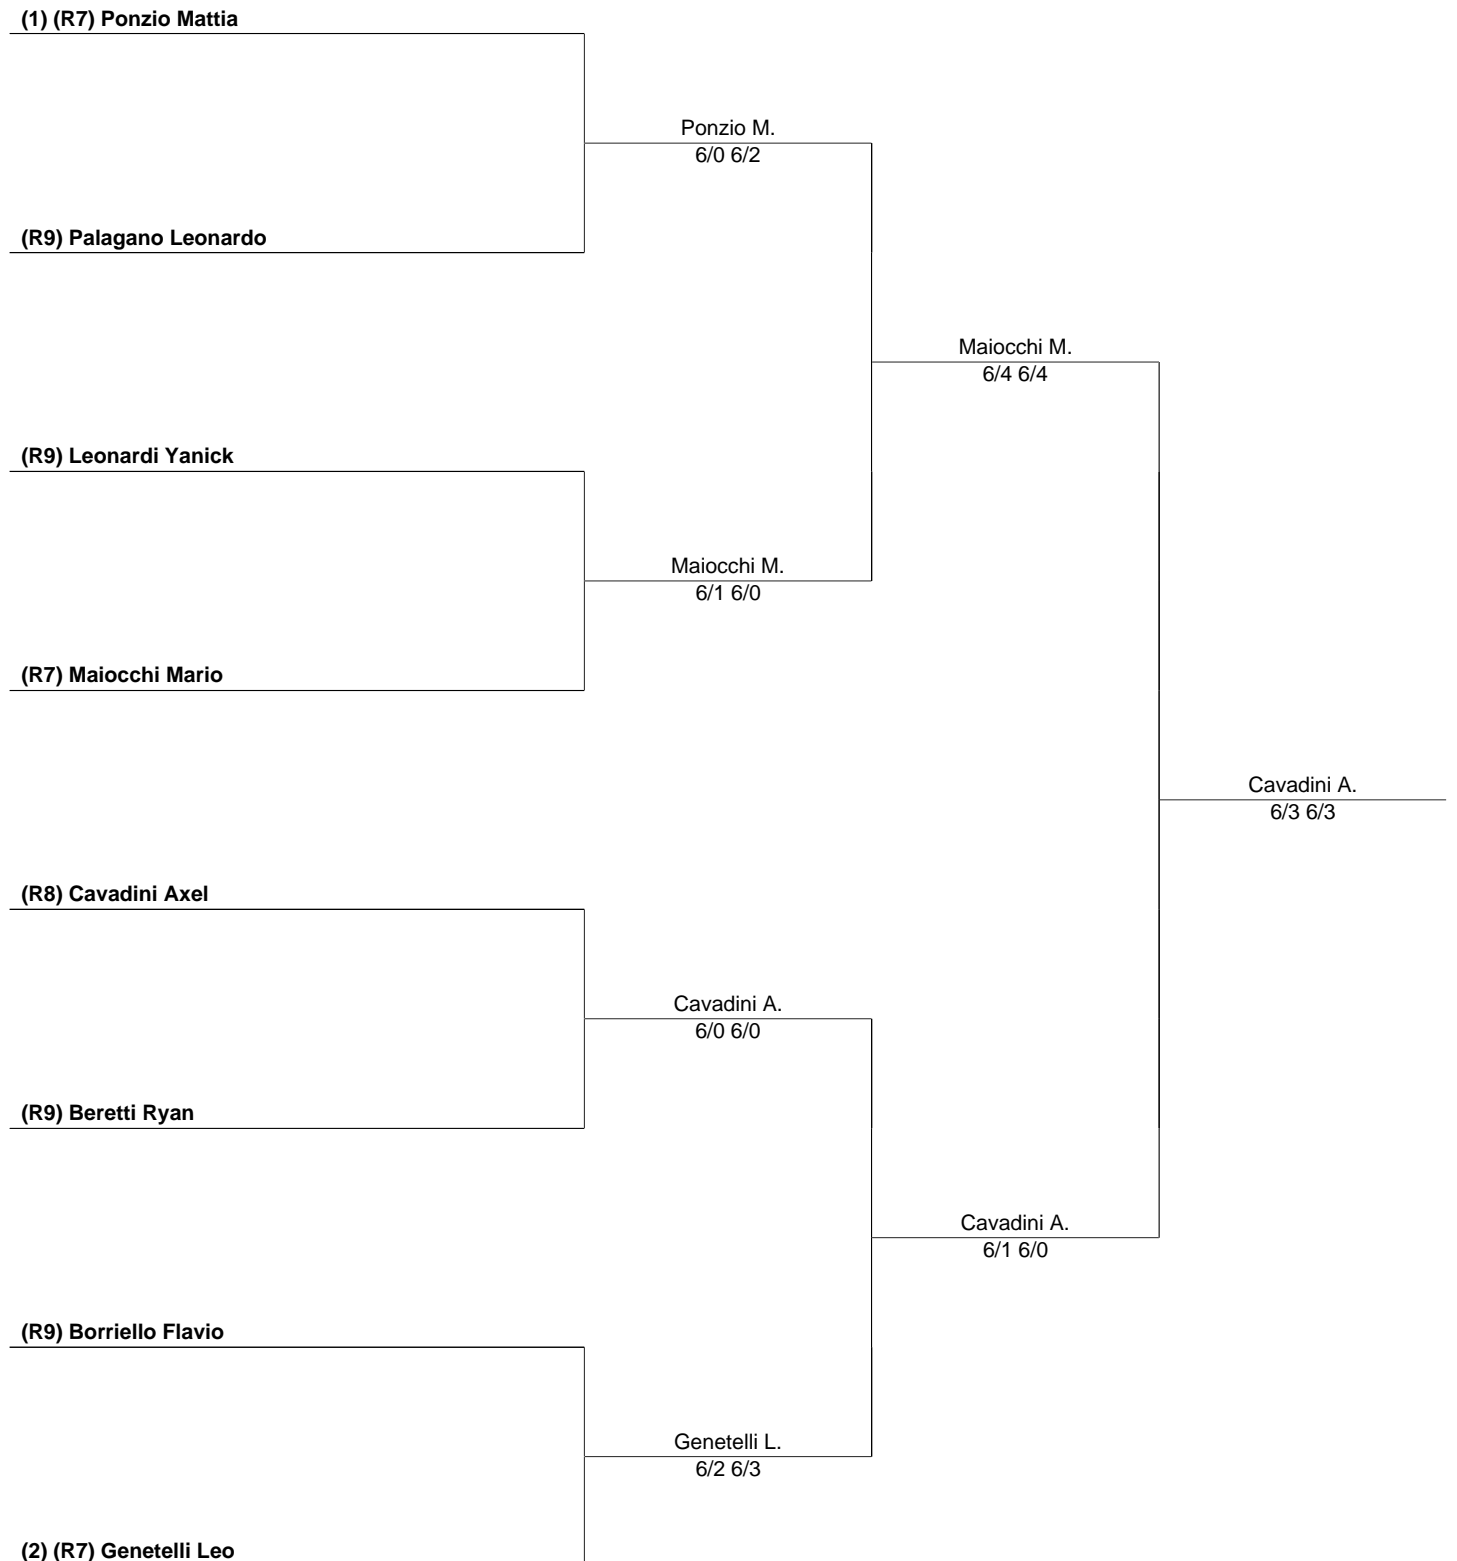 (1) (R7) Ponzio Mattia
Ponzio M.
6/0 6/2
(R9) Palagano Leonardo
Maiocchi M.
6/4 6/4
(R9) Leonardi Yanick
Maiocchi M.
6/1 6/0
(R7) Maiocchi Mario
Cavadini A.
6/3 6/3
(R8) Cavadini Axel
Cavadini A.
6/0 6/0
(R9) Beretti Ryan
Cavadini A.
6/1 6/0
(R9) Borriello Flavio
Genetelli L.
6/2 6/3
(2) (R7) Genetelli Leo